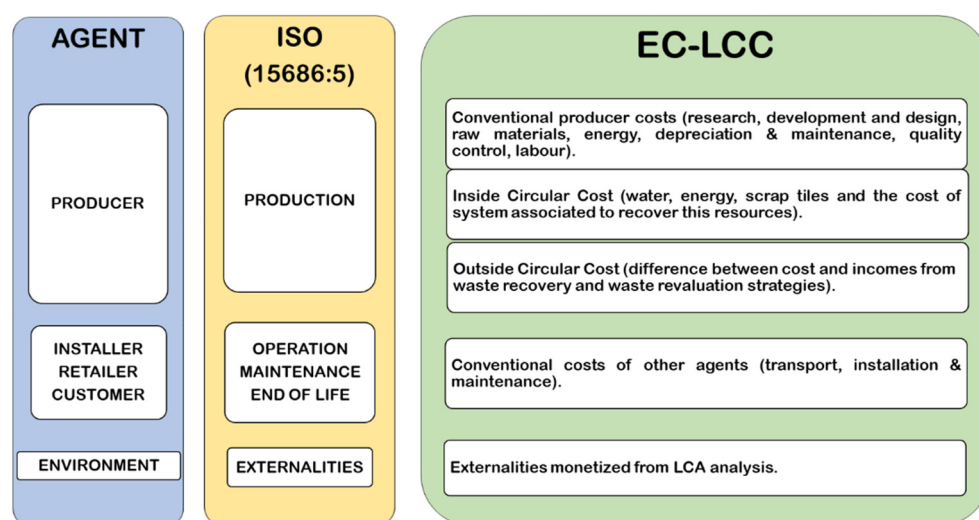 AGENT
PRODUCER
INSTALLER
RETAILER
CUSTOMER
ENVIRONMENT
ISO
(15686:5)
PRODUCTION
OPERATION
MAINTENANCE
END OF LIFE
EXTERNALITIES
EC-LCC
Conventional producer costs (research, development and design,
raw materials, energy, depreciation & maintenance, quality
control, labour).
Inside Circular Cost (water, energy, scrap tiles and the cost of
system associated to recover this resources).
Outside Circular Cost (difference between cost and incomes from
waste recovery and waste revaluation strategies).
Conventional costs of other agents (transport, installation &
maintenance).
Externalities monetized from LCA analysis.